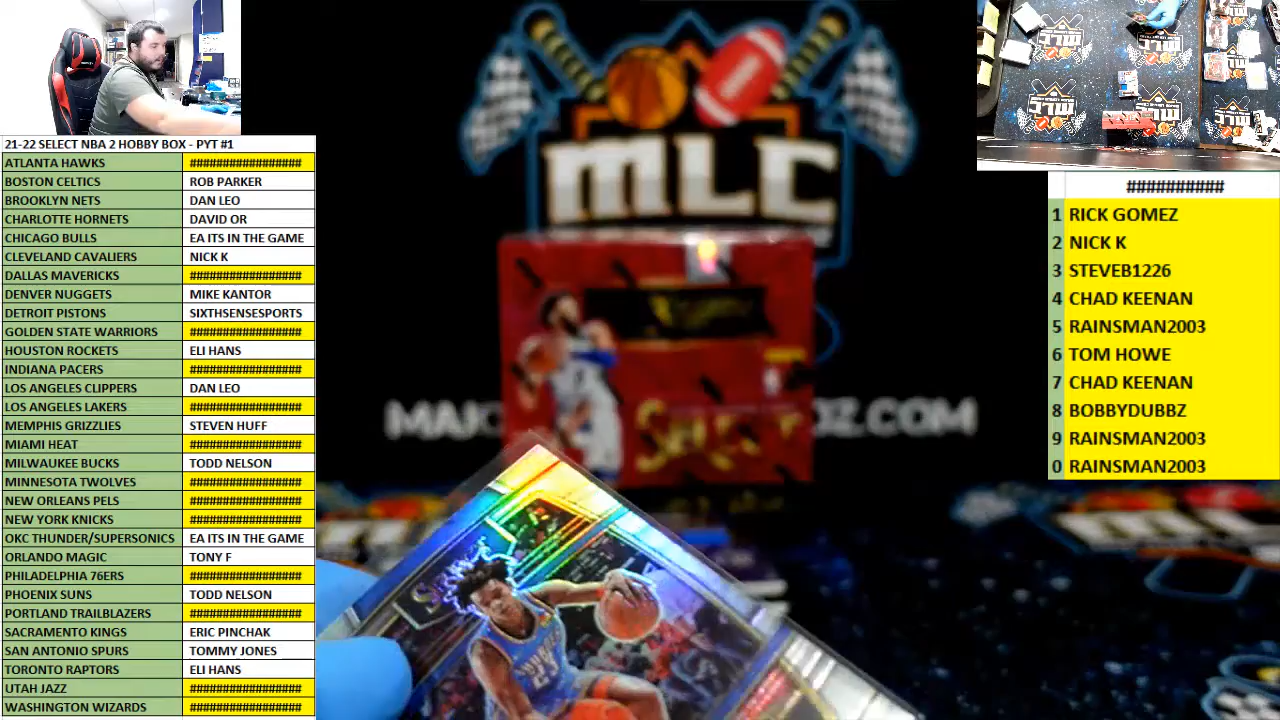 21-22 SELECT NBA 2 HOBBY BOX - PYT #1
ATLANTA HAWKS #################
BOSTON CELTICS ROB PARKER
BROOKLYN NETS DAN LEO
CHARLOTTE HORNETS DAVID OR
CHICAGO BULLS EA ITS IN THE GAME
CLEVELAND CAVALIERS NICK K
DALLAS MAVERICKS #################
DENVER NUGGETS MIKE KANTOR
DETROIT PISTONS SIXTHSENSESPORTS
GOLDEN STATE WARRIORS #################
HOUSTON ROCKETS ELI HANS
INDIANA PACERS #################
LOS ANGELES CLIPPERS DAN LEO
LOS ANGELES LAKERS #################
MEMPHIS GRIZZLIES STEVEN HUFF
MIAMI HEAT #################
MILWAUKEE BUCKS TODD NELSON
MINNESOTA TWOLVES #################
NEW ORLEANS PELS #################
NEW YORK KNICKS #################
OKC THUNDER/SUPERSONICS EA ITS IN THE GAME
ORLANDO MAGIC TONY F
PHILADELPHIA 76ERS #################
PHOENIX SUNS TODD NELSON
PORTLAND TRAILBLAZERS #################
SACRAMENTO KINGS ERIC PINCHAK
SAN ANTONIO SPURS TOMMY JONES
TORONTO RAPTORS ELI HANS
UTAH JAZZ #################
WASHINGTON WIZARDS #################
MLC
Select
##########
1 RICK GOMEZ
2 NICK K
3 STEVEB1226
4 CHAD KEENAN
5 RAINSMAN2003
6 TOM HOWE
7 CHAD KEENAN
8 BOBBYDUBBZ
9 RAINSMAN2003
0 RAINSMAN2003